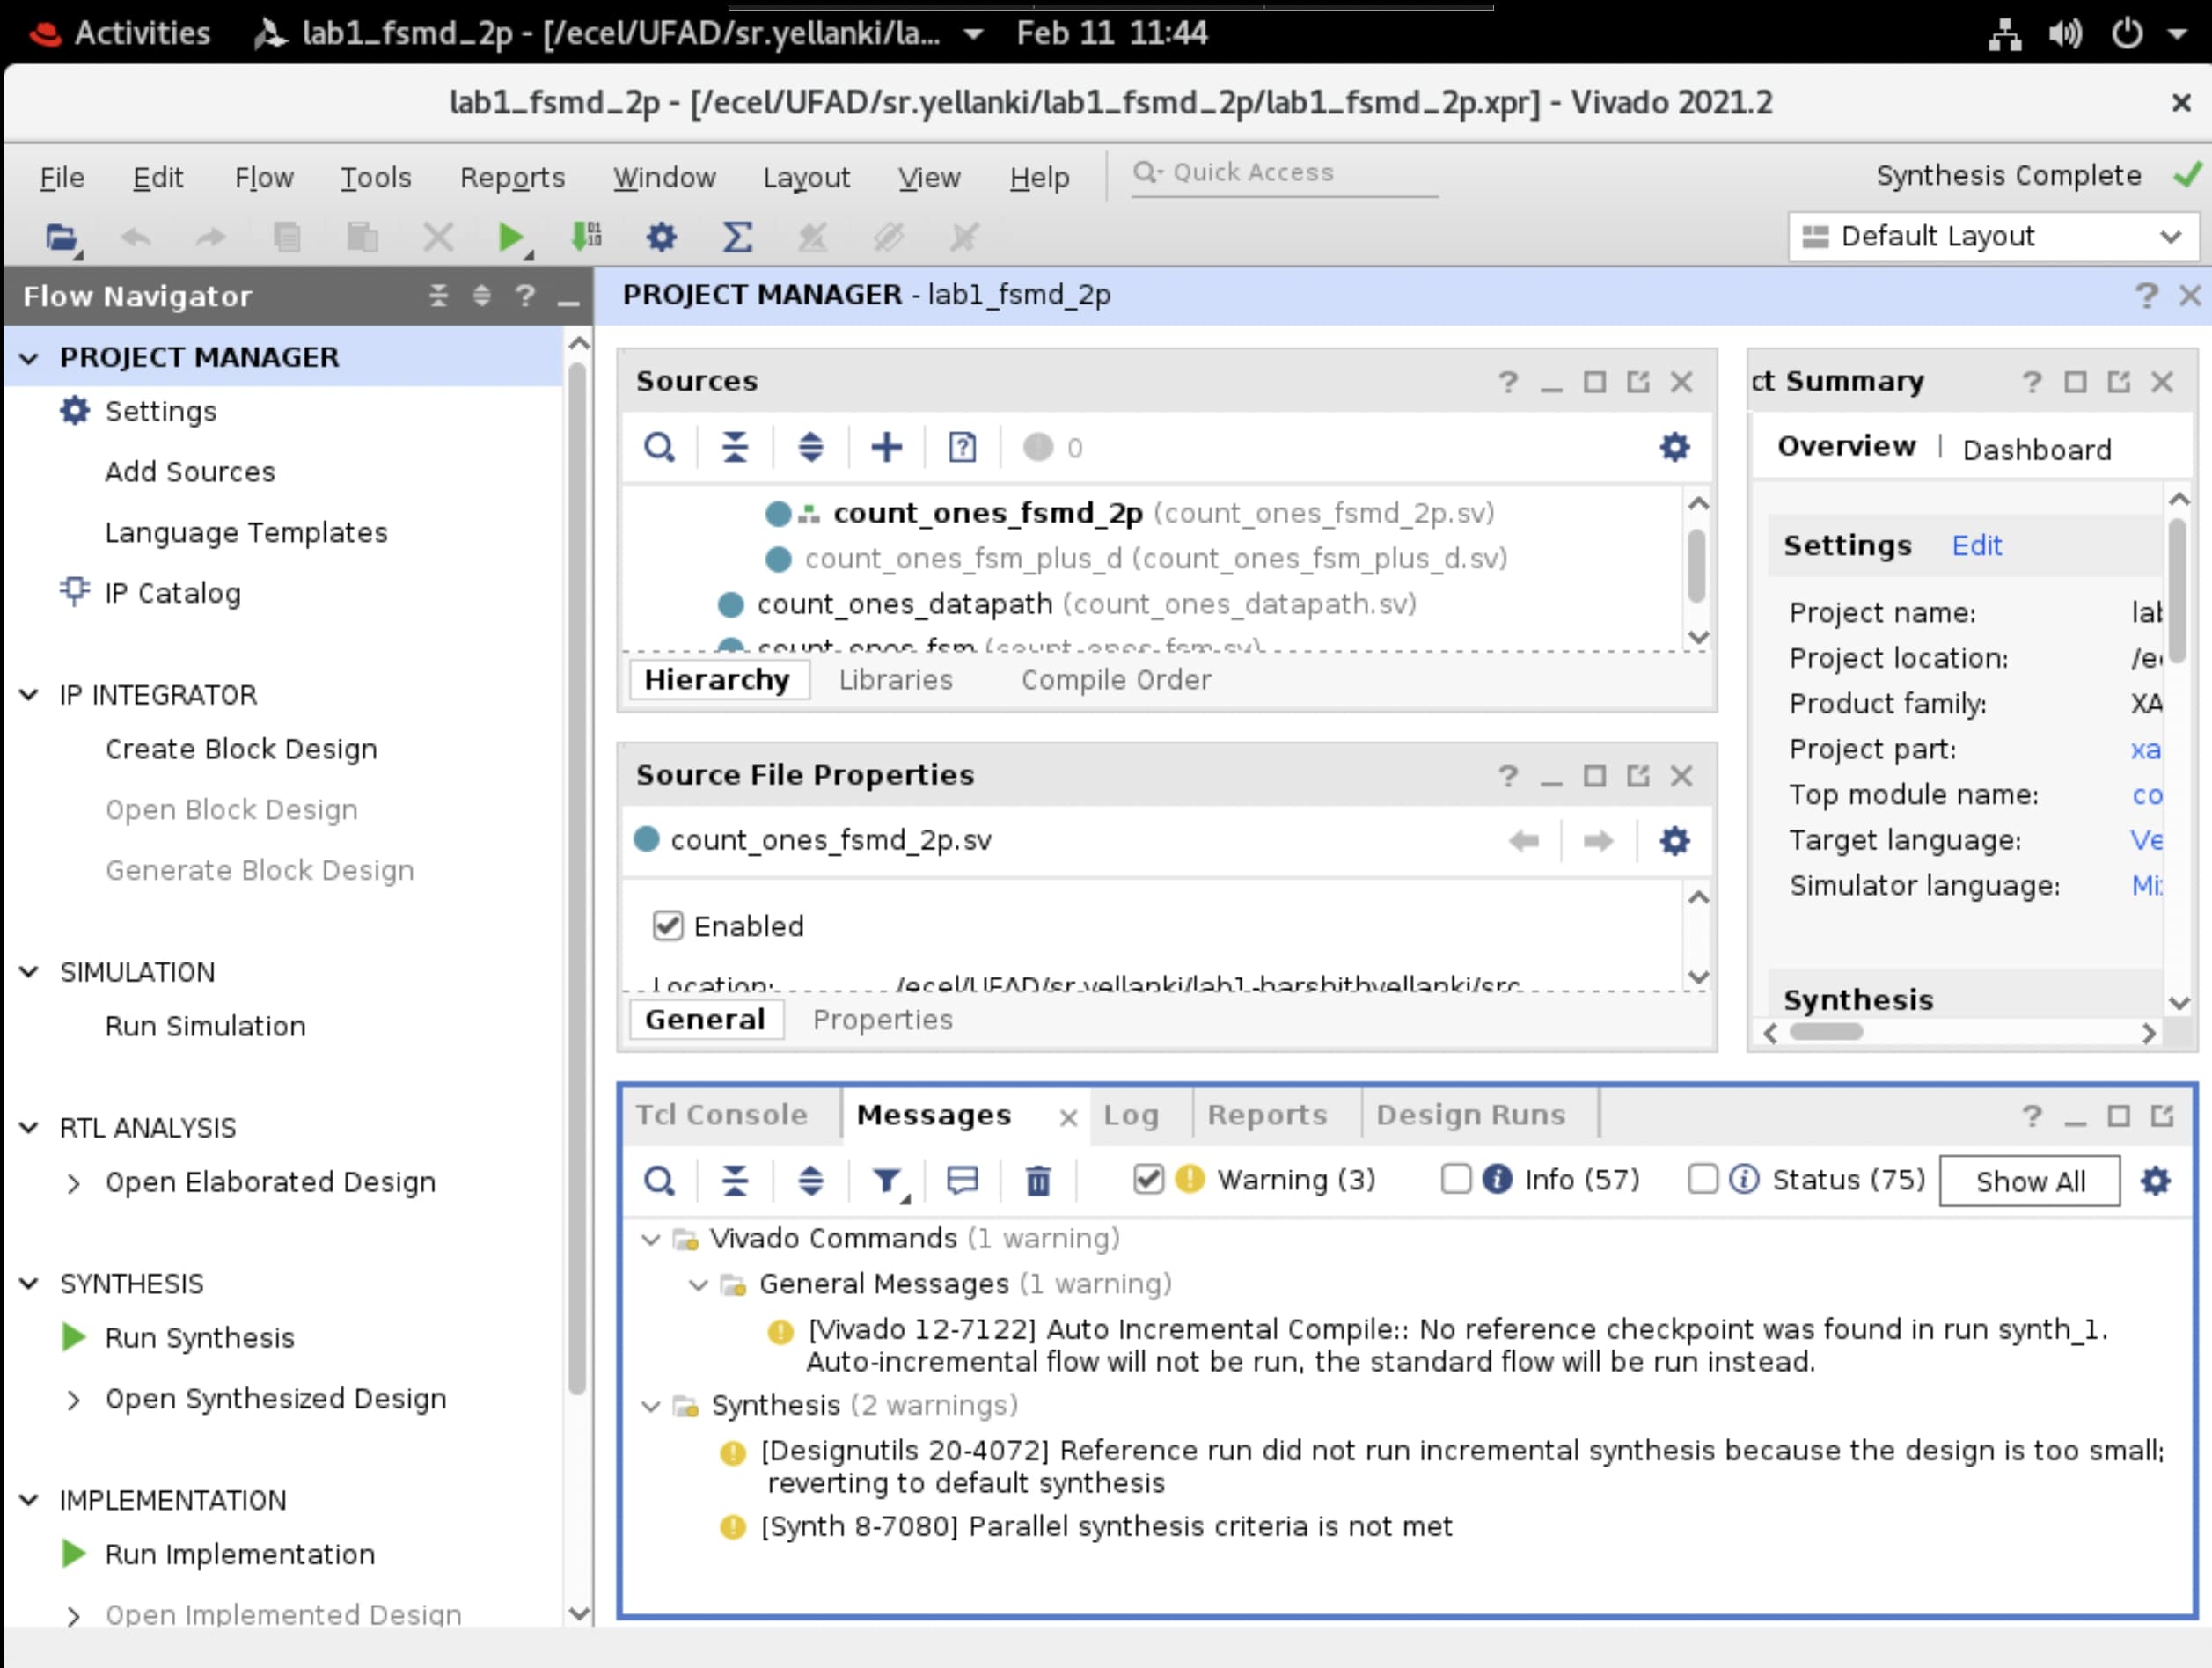 Activities
lab1_fsmd_2p - [/ecel/UFAD/sr.yellanki/la...
Feb 11 11:44
lab1_fsmd_2p - [/ecel/UFAD/sr.yellanki/lab1_fsmd_2p/lab1_fsmd_2p.xpr] - Vivado 2021.2
File Edit Flow Tools Reports Window Layout View Help
Quick Access
Synthesis Complete
Default Layout
Flow Navigator
PROJECT MANAGER
Settings
Add Sources
Language Templates
IP Catalog
IP INTEGRATOR
Create Block Design
Open Block Design
Generate Block Design
SIMULATION
Run Simulation
RTL ANALYSIS
Open Elaborated Design
SYNTHESIS
Run Synthesis
Open Synthesized Design
IMPLEMENTATION
Run Implementation
Open Implemented Design
PROJECT MANAGER - lab1_fsmd_2p
Sources
0
count_ones_fsmd_2p (count_ones_fsmd_2p.sv)
count_ones_fsm_plus_d (count_ones_fsm_plus_d.sv)
count_ones_datapath (count_ones_datapath.sv)
count_ones_fsm (count_ones_fsm.sv)
Hierarchy Libraries Compile Order
Source File Properties
count_ones_fsmd_2p.sv
Enabled
Location: /ecel/UFAD/sr.yellanki/lab1-harshithyellanki/src
General Properties
ct Summary
Overview | Dashboard
Settings Edit
Project name: lab
Project location: /e
Product family: XA
Project part: xa
Top module name: co
Target language: Ve
Simulator language: Mi
Synthesis
Tcl Console Messages Log Reports Design Runs
Warning (3) Info (57) Status (75) Show All
Vivado Commands (1 warning)
General Messages (1 warning)
[Vivado 12-7122] Auto Incremental Compile:: No reference checkpoint was found in run synth_1.
Auto-incremental flow will not be run, the standard flow will be run instead.
Synthesis (2 warnings)
[Designutils 20-4072] Reference run did not run incremental synthesis because the design is too small;
reverting to default synthesis
[Synth 8-7080] Parallel synthesis criteria is not met